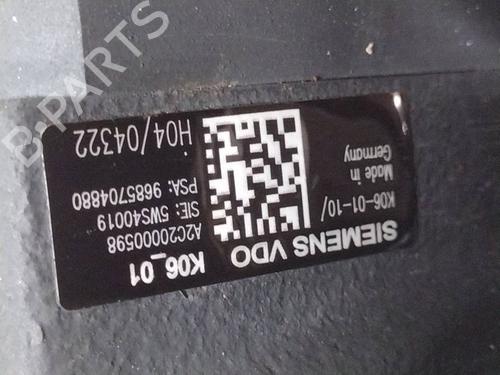 SIEMENS VDO
K06-01-10/
Made in
Germany
K06_01
A2C20000598
SIE: 5WS40019
PSA: 9685704880
H04/04322
B-PARTS